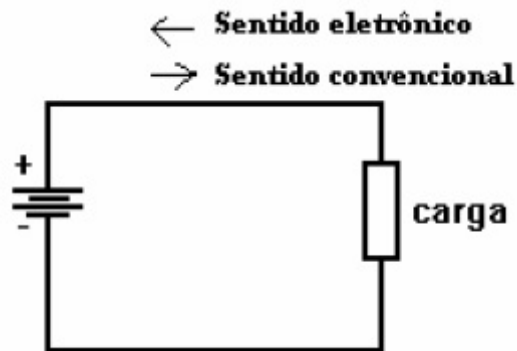 ← Sentido eletrônico
→ Sentido convencional
+
-
carga